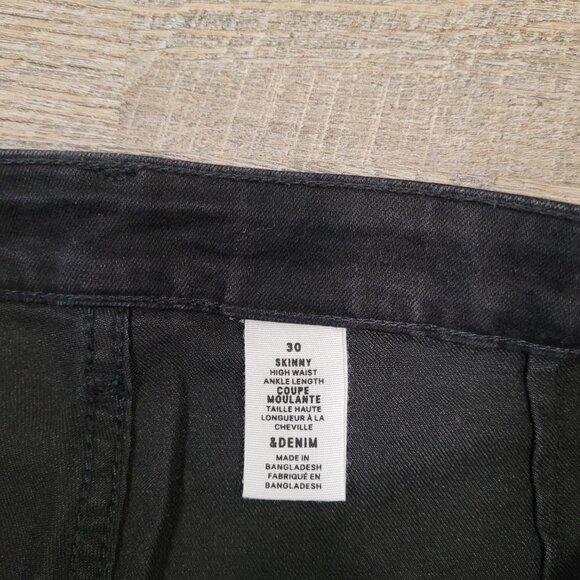 30
SKINNY
HIGH WAIST
ANKLE LENGTH
COUPE
MOULANTE
TAILLE HAUTE
LONGUEUR À LA
CHEVILLE
&DENIM
MADE IN
BANGLADESH
FABRIQUÉ EN
BANGLADESH